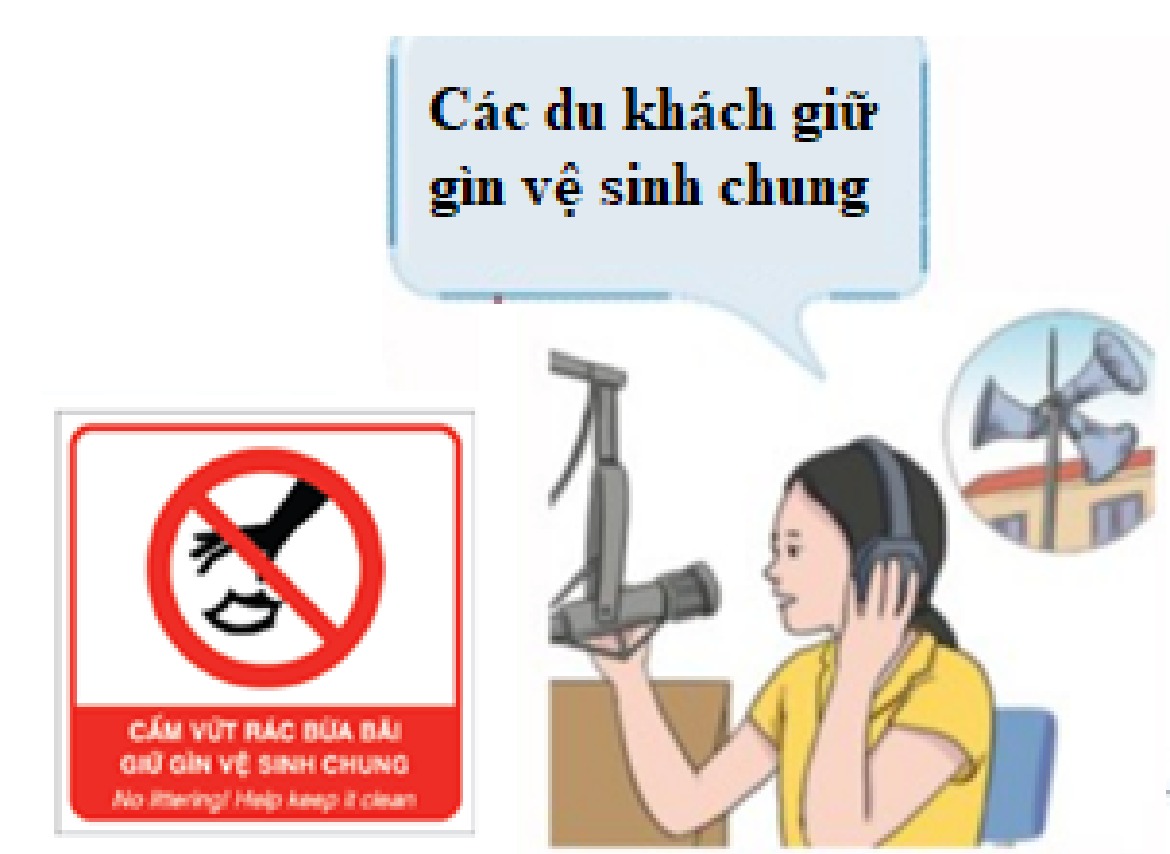 Các du khách giữ
gìn vệ sinh chung
CẤM VỨT RÁC BỪA BÃI
GIỮ GÌN VỆ SINH CHUNG
No littering! Help keep it clean